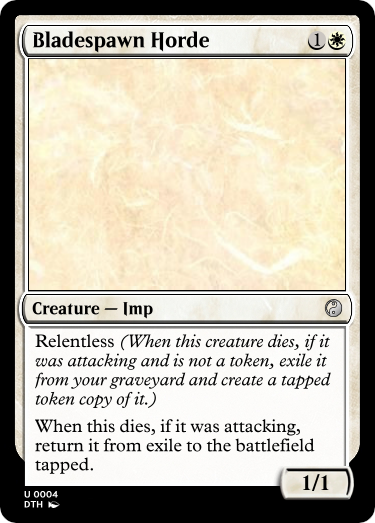 Bladespawn Horde
1
Creature — Imp
Relentless (When this creature dies, if it
was attacking and is not a token, exile it
from your graveyard and create a tapped
token copy of it.)
When this dies, if it was attacking,
return it from exile to the battlefield
tapped.
1/1
U 0004
DTH